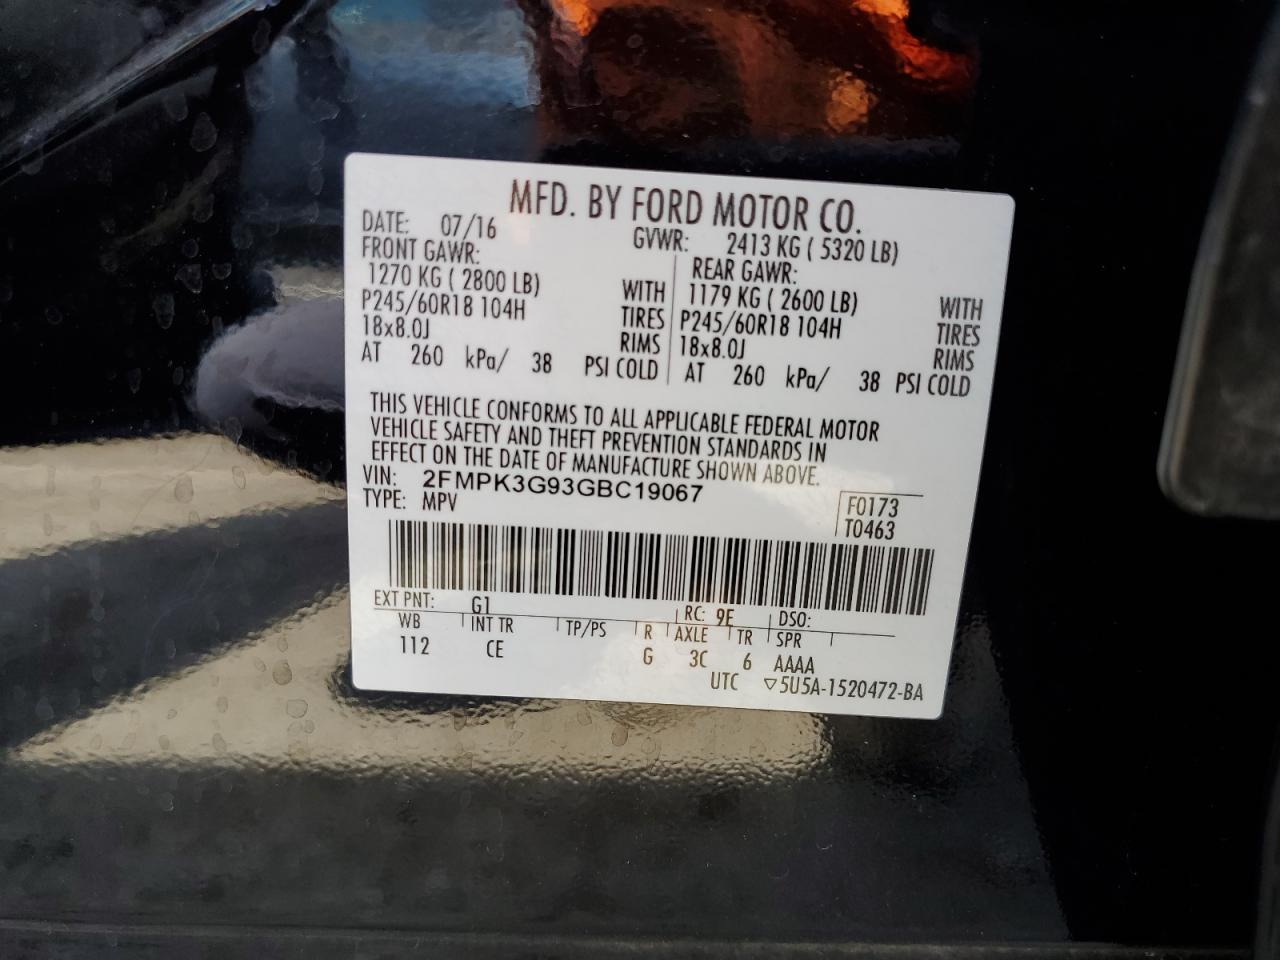 MFD. BY FORD MOTOR CO.
DATE: 07/16 GVWR: 2413 KG ( 5320 LB)
FRONT GAWR: REAR GAWR:
1270 KG ( 2800 LB) WITH 1179 KG ( 2600 LB) WITH
P245/60R18 104H TIRES P245/60R18 104H TIRES
18x8.0J RIMS 18x8.0J RIMS
AT 260 kPa/ 38 PSI COLD AT 260 kPa/ 38 PSI COLD
THIS VEHICLE CONFORMS TO ALL APPLICABLE FEDERAL MOTOR
VEHICLE SAFETY AND THEFT PREVENTION STANDARDS IN
EFFECT ON THE DATE OF MANUFACTURE SHOWN ABOVE.
VIN: 2FMPK3G93GBC19067
TYPE: MPV
F0173
T0463
EXT PNT: G1 RC: 9E DSO:
WB INT TR TP/PS R AXLE TR SPR
112 CE G 3C 6 AAAA
UTC ▽5U5A-1520472-BA